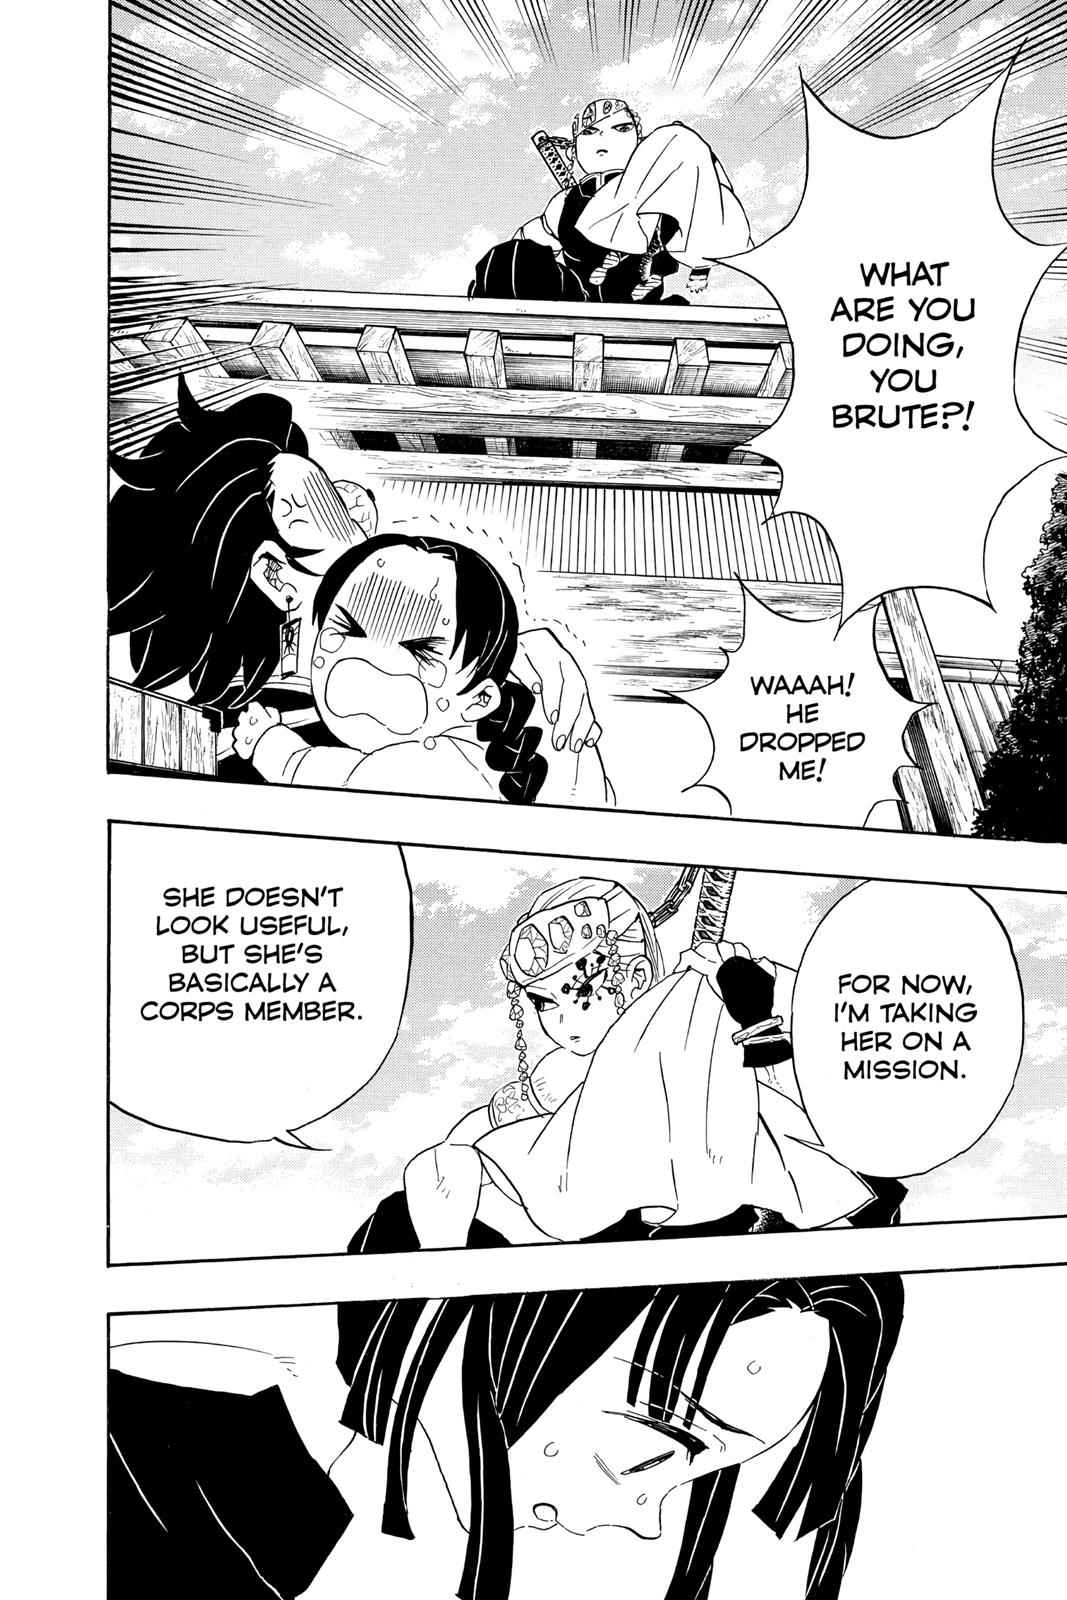 WHAT
ARE YOU
DOING,
YOU
BRUTE?!
WAAAH!
HE
DROPPED
ME!
FOR NOW,
I'M TAKING
HER ON A
MISSION.
SHE DOESN'T
LOOK USEFUL,
BUT SHE'S
BASICALLY A
CORPS MEMBER.